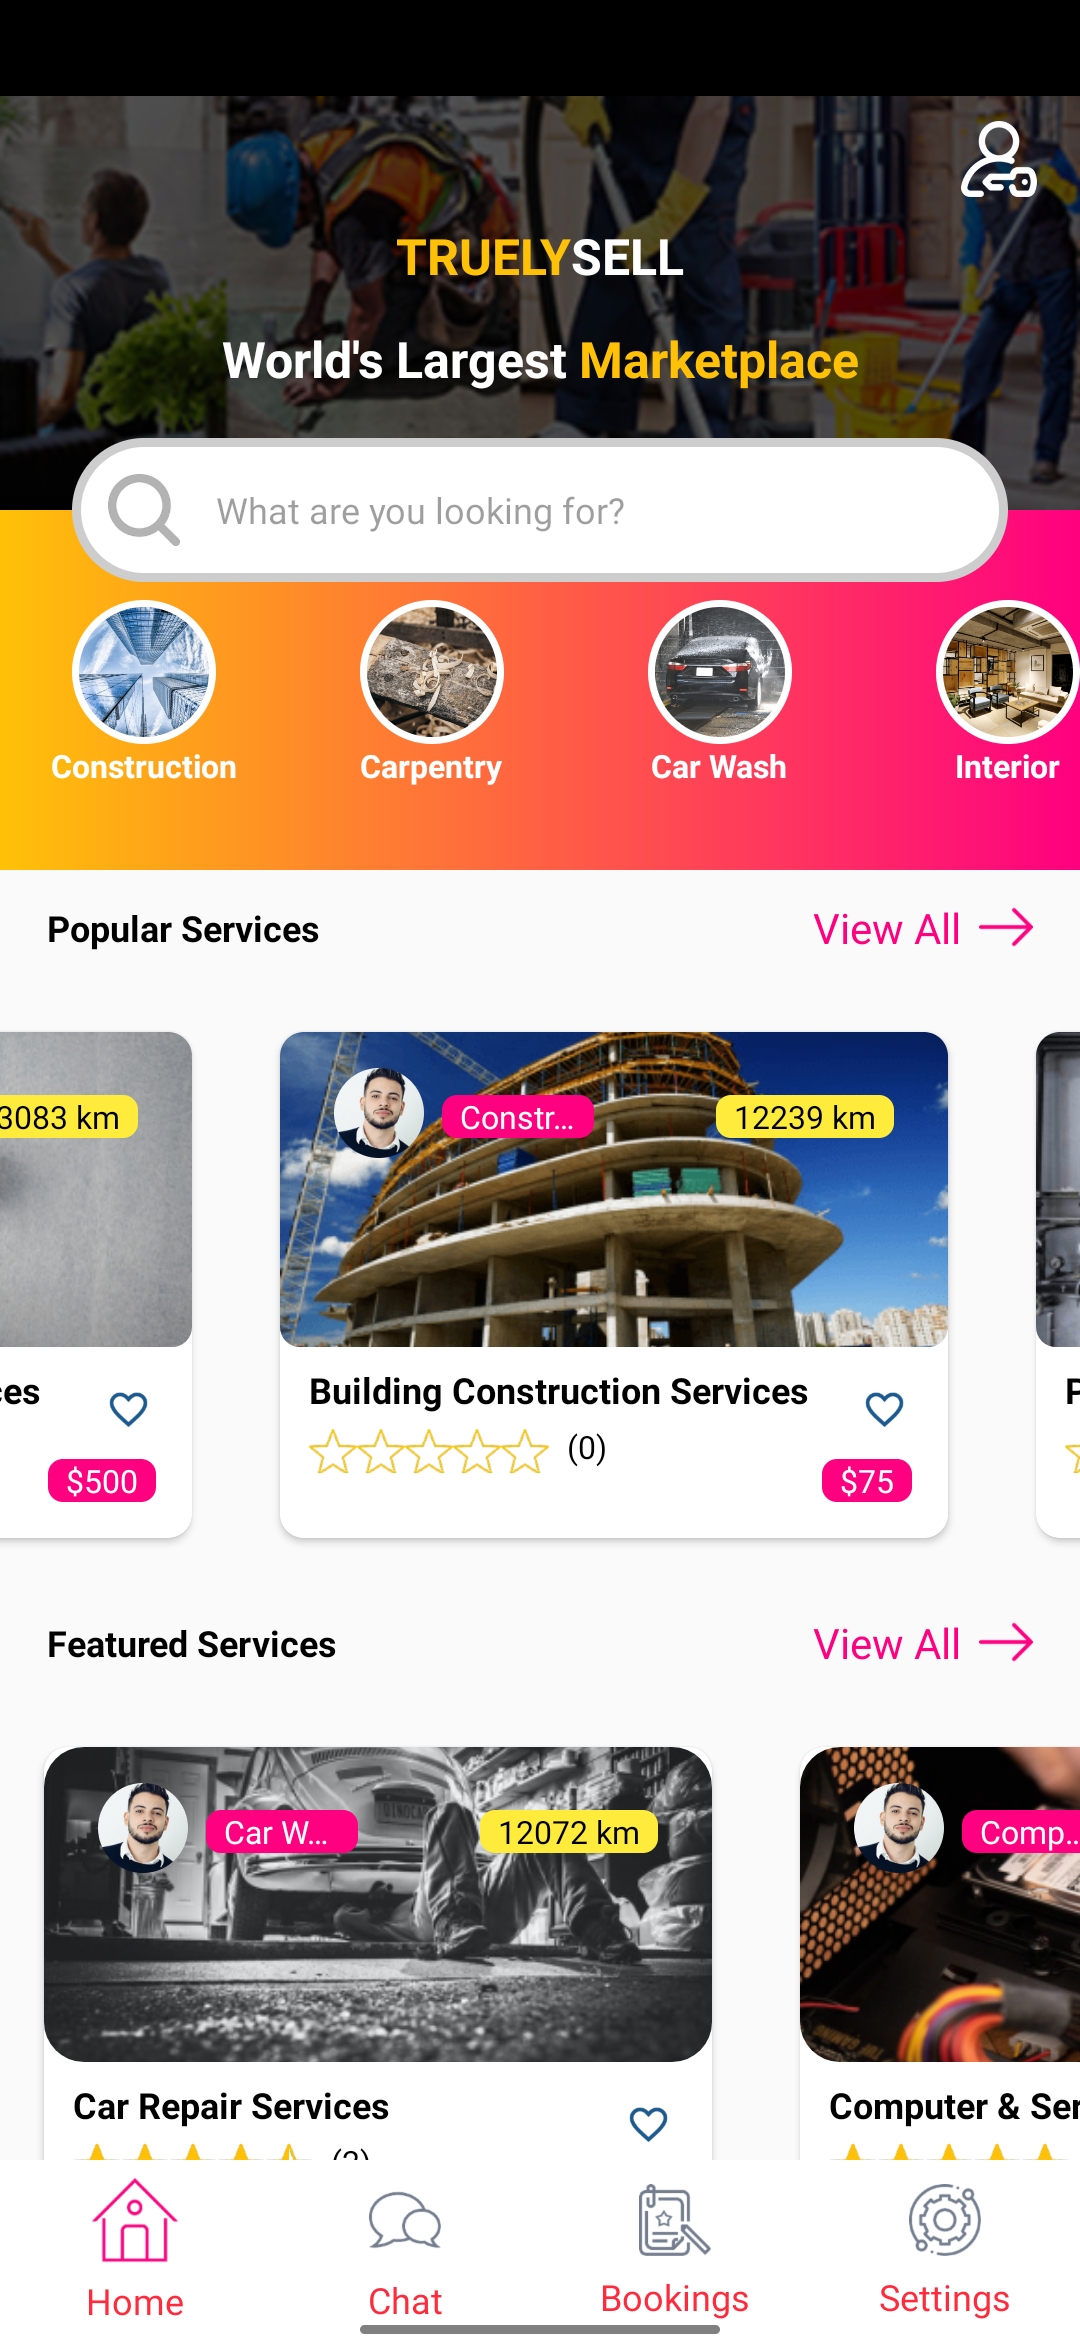 TRUELYSELL
World's Largest Marketplace
What are you looking for?
Construction
Carpentry
Car Wash
Interior
Popular Services
View All
3083 km
Constr...
12239 km
Building Construction Services
(0)
$500
$75
Featured Services
View All
Car W...
12072 km
Comp...
Car Repair Services
Computer & Ser
Home
Chat
Bookings
Settings